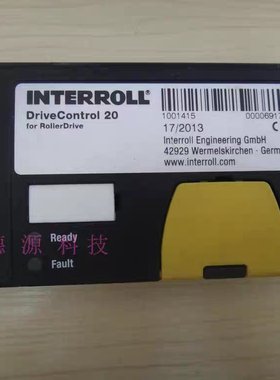 INTERROLL
DriveControl 20
for RollerDrive
1001415
17/2013
Interroll Engineering GmbH
42929 Wermelskirchen - Germ
www.interroll.com
Ready
Fault
源 科 技